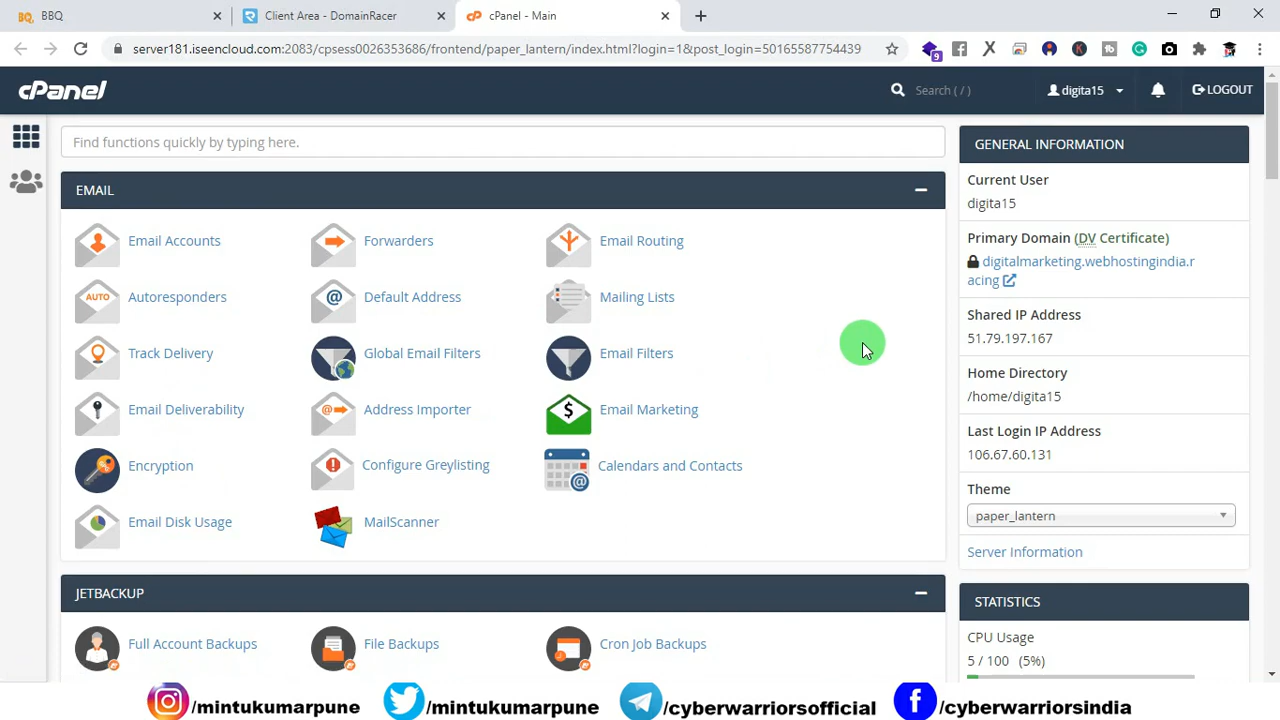 BBQ
Client Area - DomainRacer
cPanel - Main
server181.iseencloud.com:2083/cpsess0026353686/frontend/paper_lantern/index.html?login=1&post_login=50165587754439
9
cPanel
Search ( / )
digita15
LOGOUT
Find functions quickly by typing here.
EMAIL
Email Accounts
Forwarders
Email Routing
AUTO
Autoresponders
Default Address
Mailing Lists
Track Delivery
Global Email Filters
Email Filters
Email Deliverability
Address Importer
Email Marketing
Encryption
Configure Greylisting
Calendars and Contacts
Email Disk Usage
MailScanner
JETBACKUP
Full Account Backups
File Backups
Cron Job Backups
GENERAL INFORMATION
Current User
digita15
Primary Domain (DV Certificate)
digitalmarketing.webhostingindia.r
acing
Shared IP Address
51.79.197.167
Home Directory
/home/digita15
Last Login IP Address
106.67.60.131
Theme
paper_lantern
Server Information
STATISTICS
CPU Usage
5 / 100 (5%)
/mintukumarpune
/mintukumarpune
/cyberwarriorsofficial
/cyberwarriorsindia